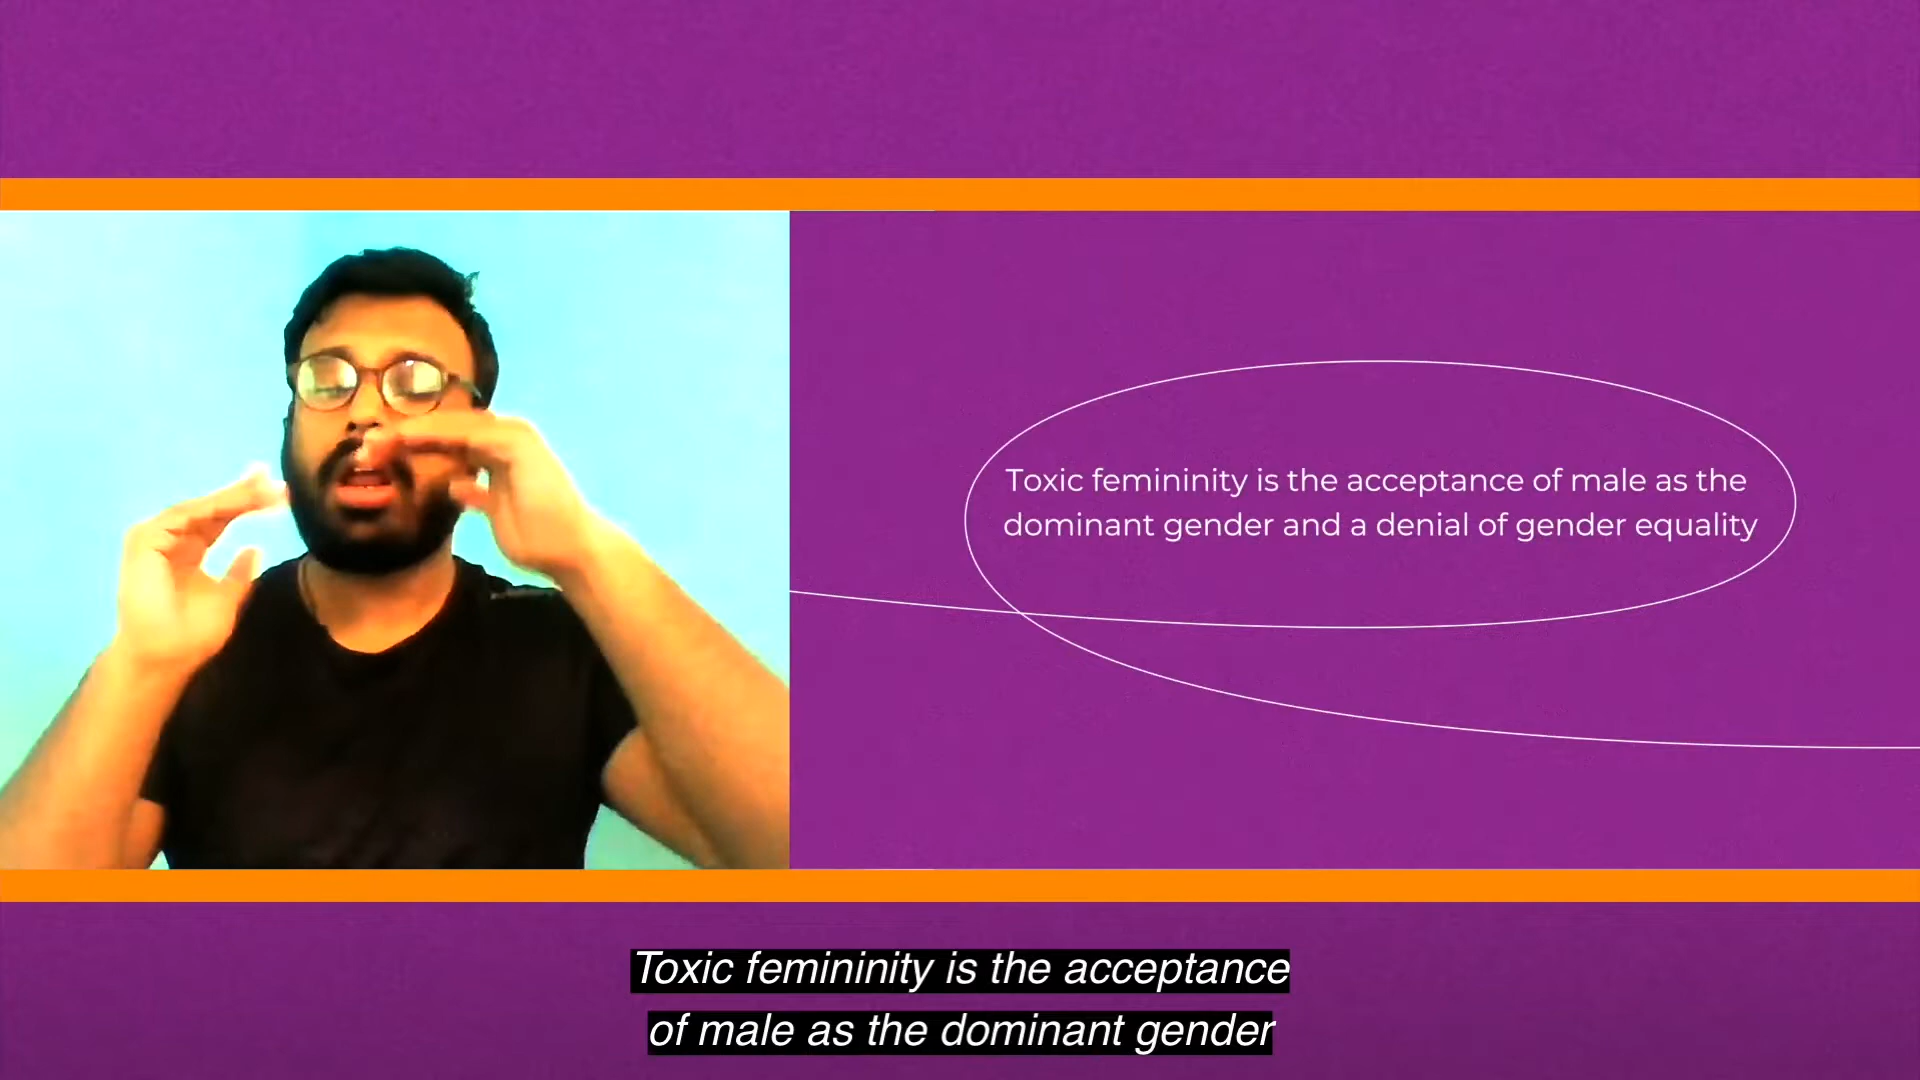 Toxic femininity is the acceptance of male as the
dominant gender and a denial of gender equality
Toxic femininity is the acceptance
of male as the dominant gender